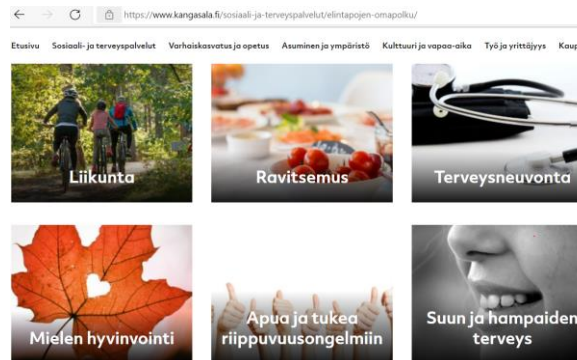 https://www.kangasala.fi/sosiaali-ja-terveyspalvelut/elintapojen-omapolku/
Etusivu Sosiaali- ja terveyspalvelut Varhaiskasvatus ja opetus Asuminen ja ympäristö Kulttuuri ja vapaa-aika Työ ja yrittäjyys Kaup
Liikunta
Ravitsemus
Terveysneuvonta
Mielen hyvinvointi
Apua ja tukea
riippuvuusongelmiin
Suun ja hampaiden
terveys